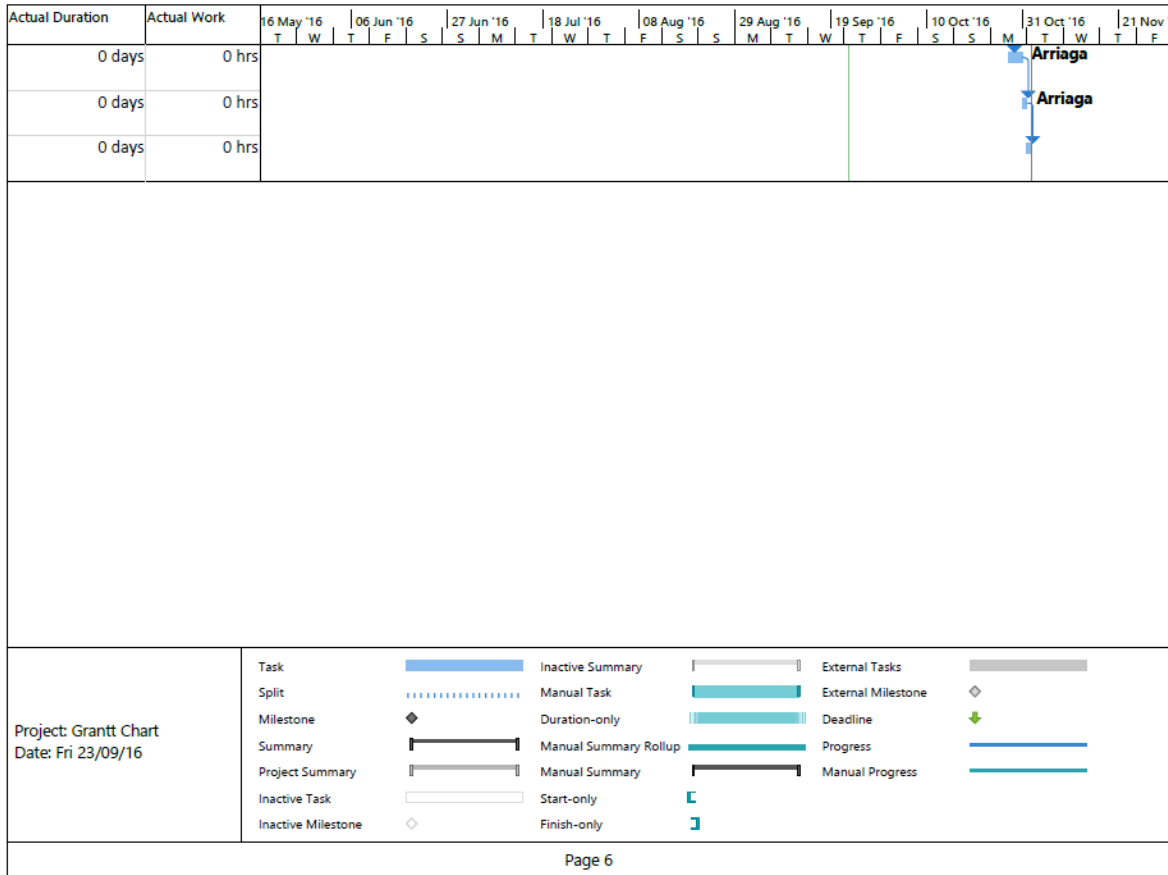 Actual Duration Actual Work 16 May '16 06 Jun '16 27 Jun '16 18 Jul '16 08 Aug '16 29 Aug '16 19 Sep '16 10 Oct '16 31 Oct '16 21 Nov '
T W T F S S M T W T F S S M T W T F S S M T W T F
0 days 0 hrs Arriaga
0 days 0 hrs Arriaga
0 days 0 hrs
Project: Grantt Chart
Date: Fri 23/09/16
Task Inactive Summary External Tasks
Split Manual Task External Milestone
Milestone Duration-only Deadline
Summary Manual Summary Rollup Progress
Project Summary Manual Summary Manual Progress
Inactive Task Start-only
Inactive Milestone Finish-only
Page 6